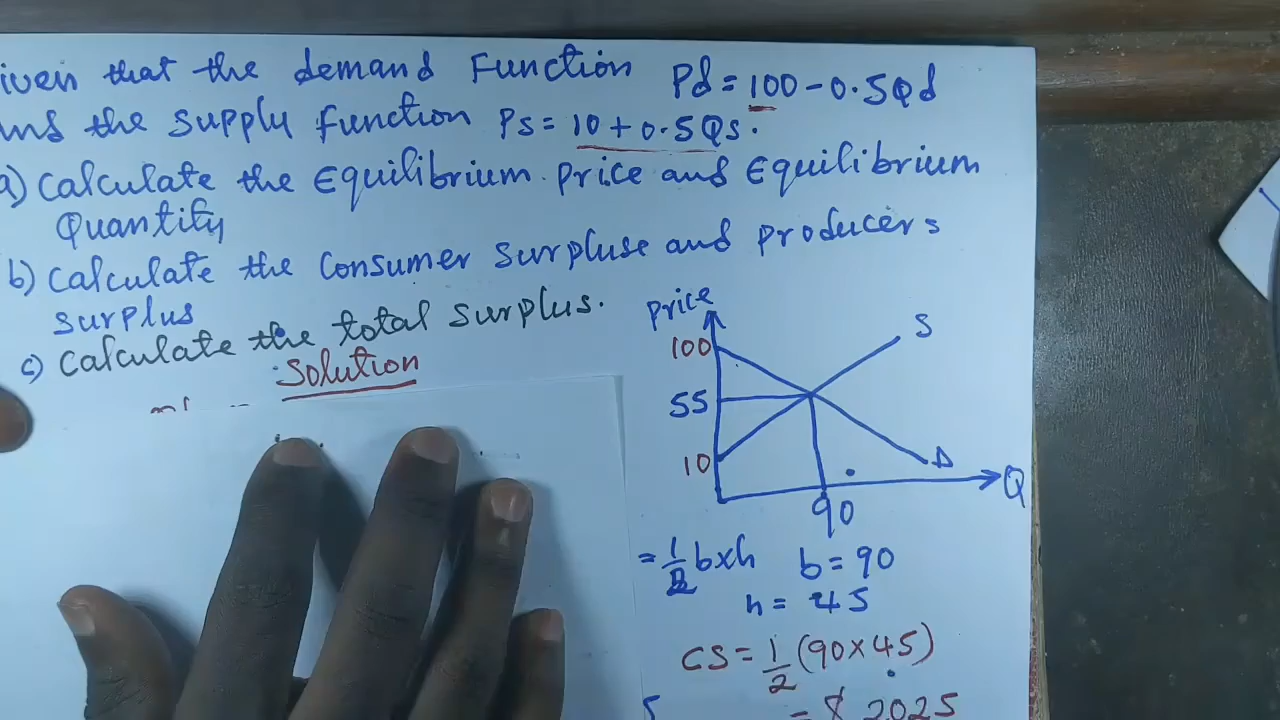 iven that the demand Function Pd = 100 - 0.5Qd
and the supply function Ps = 10 + 0.5Qs.
a) Calculate the Equilibrium price and Equilibrium
Quantity
b) Calculate the Consumer surpluse and producers
surplus
c) Calculate the total surplus.
Solution
price
S
100
55
10
D
Q
90
= 1/2 bxh b = 90
h = 45
CS = 1/2 (90 x 45)
= $ 2025